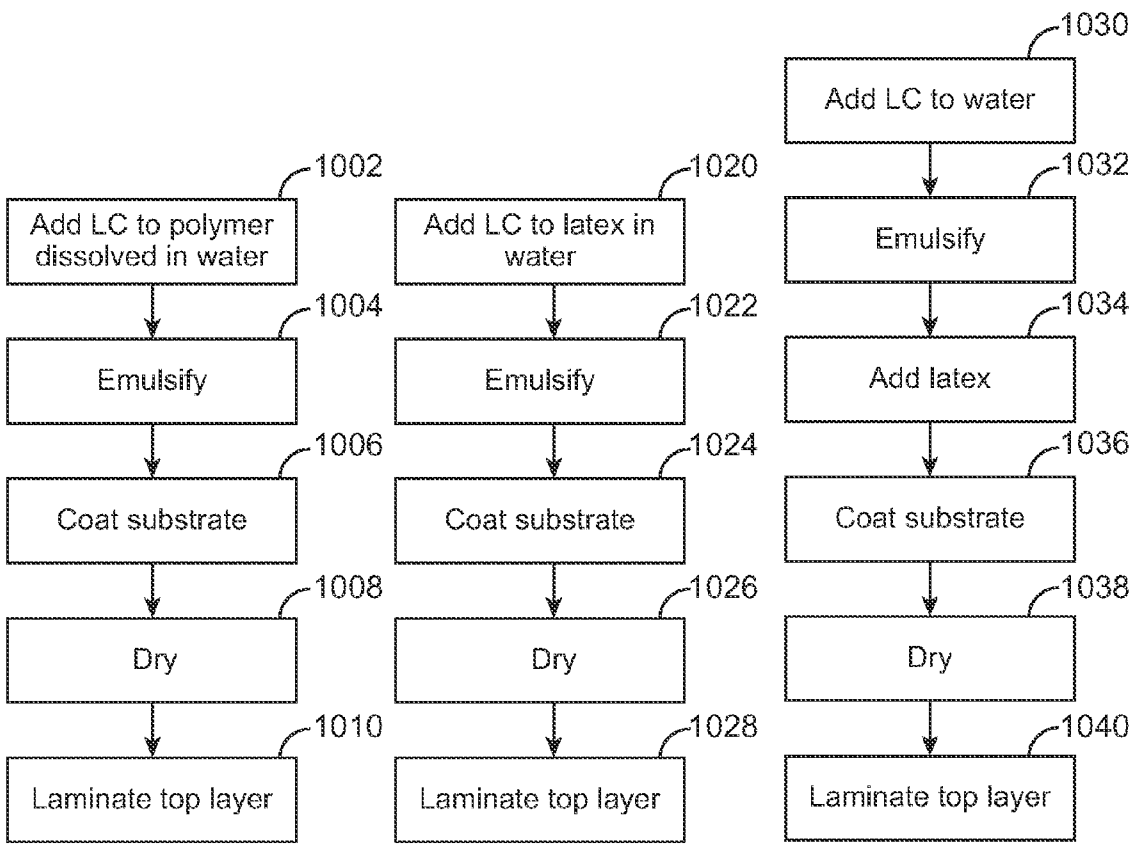 1002
Add LC to polymer
dissolved in water
1004
Emulsify
1006
Coat substrate
1008
Dry
1010
Laminate top layer
1020
Add LC to latex in
water
1022
Emulsify
1024
Coat substrate
1026
Dry
1028
Laminate top layer
1030
Add LC to water
1032
Emulsify
1034
Add latex
1036
Coat substrate
1038
Dry
1040
Laminate top layer